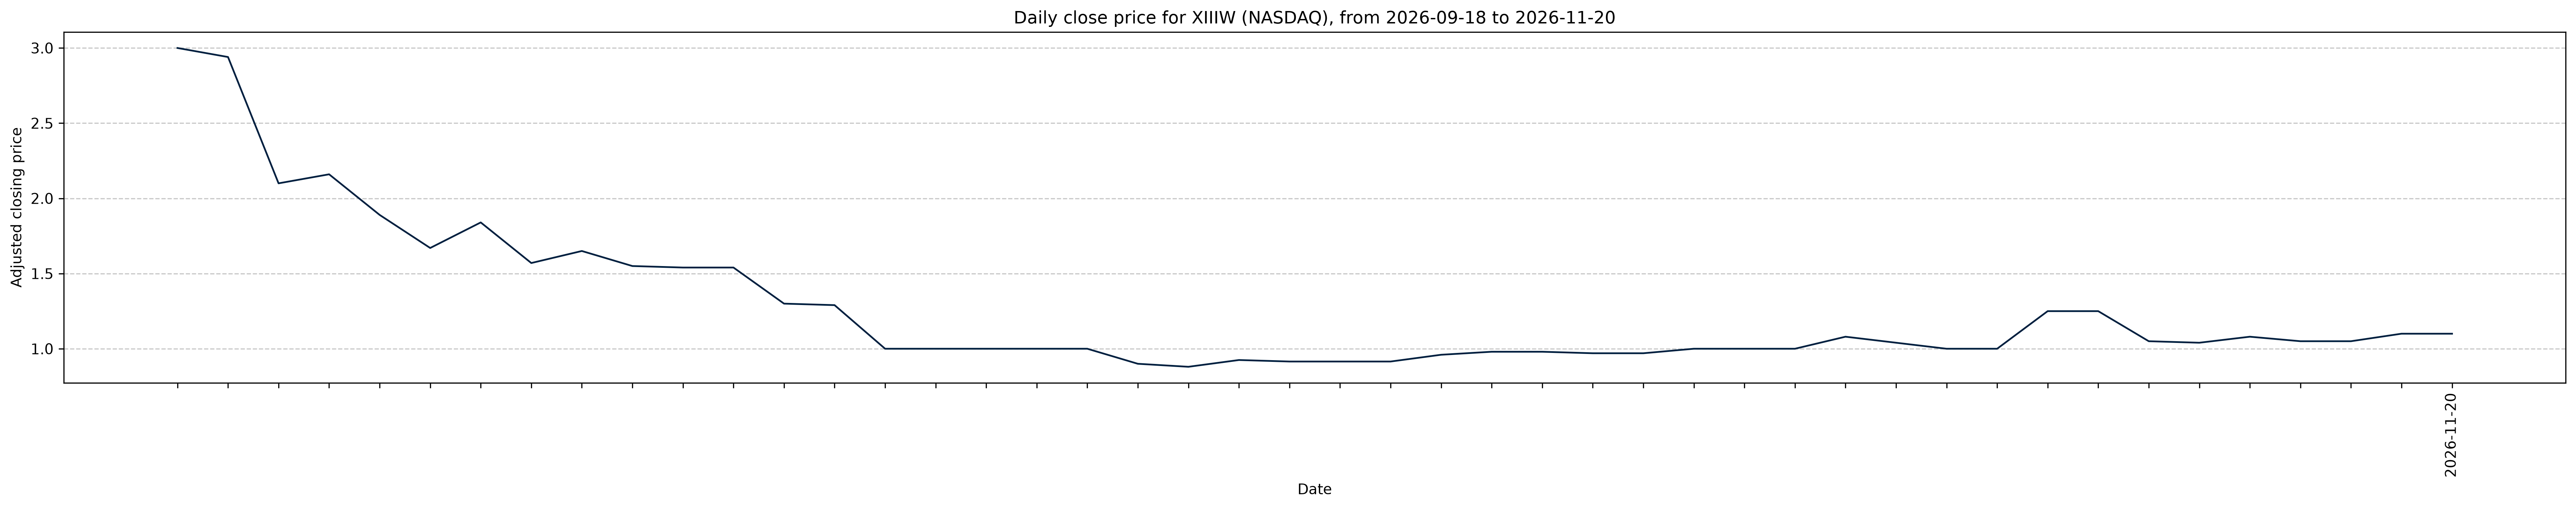 Daily close price for XIIIW (NASDAQ), from 2026-09-18 to 2026-11-20
Adjusted closing price
3.0
2.5
2.0
1.5
1.0
2026-11-20
Date